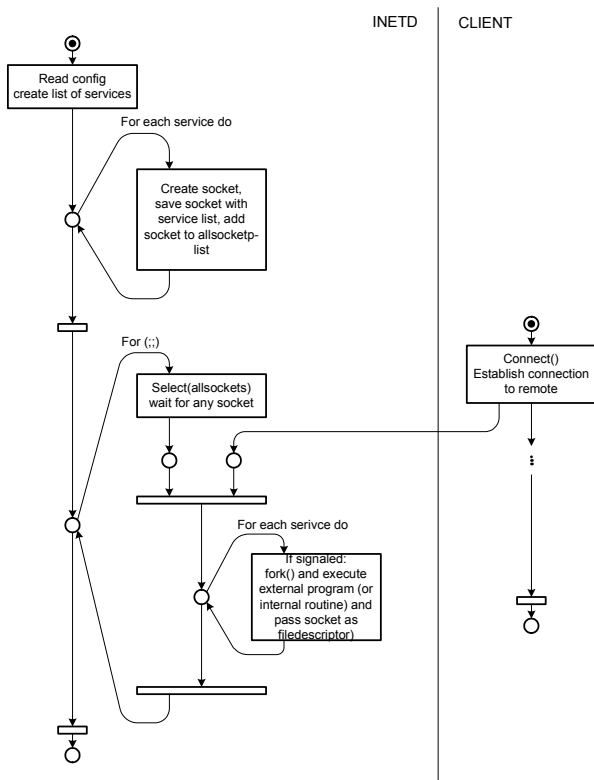 INETD
CLIENT
Read config
create list of services
For each service do
Create socket,
save socket with
service list, add
socket to allsocketp-
list
For (;;)
Select(allsockets)
wait for any socket
Connect()
Establish connection
to remote
...
For each serivce do
If signaled:
fork() and execute
external program (or
internal routine) and
pass socket as
filedescriptor)